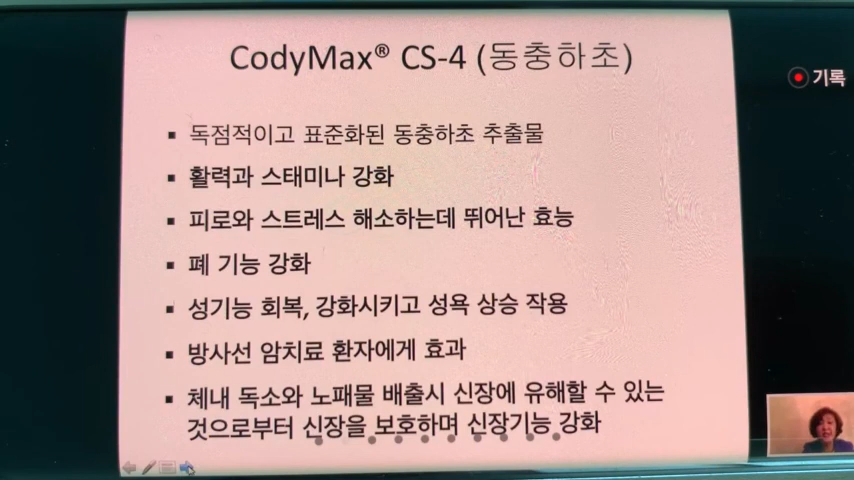 CodyMax® CS-4 (동충하초)
기록
▪ 독점적이고 표준화된 동충하초 추출물
▪ 활력과 스태미나 강화
▪ 피로와 스트레스 해소하는데 뛰어난 효능
▪ 폐 기능 강화
▪ 성기능 회복, 강화시키고 성욕 상승 작용
▪ 방사선 암치료 환자에게 효과
▪ 체내 독소와 노패물 배출시 신장에 유해할 수 있는
것으로부터 신장을 보호하며 신장기능 강화